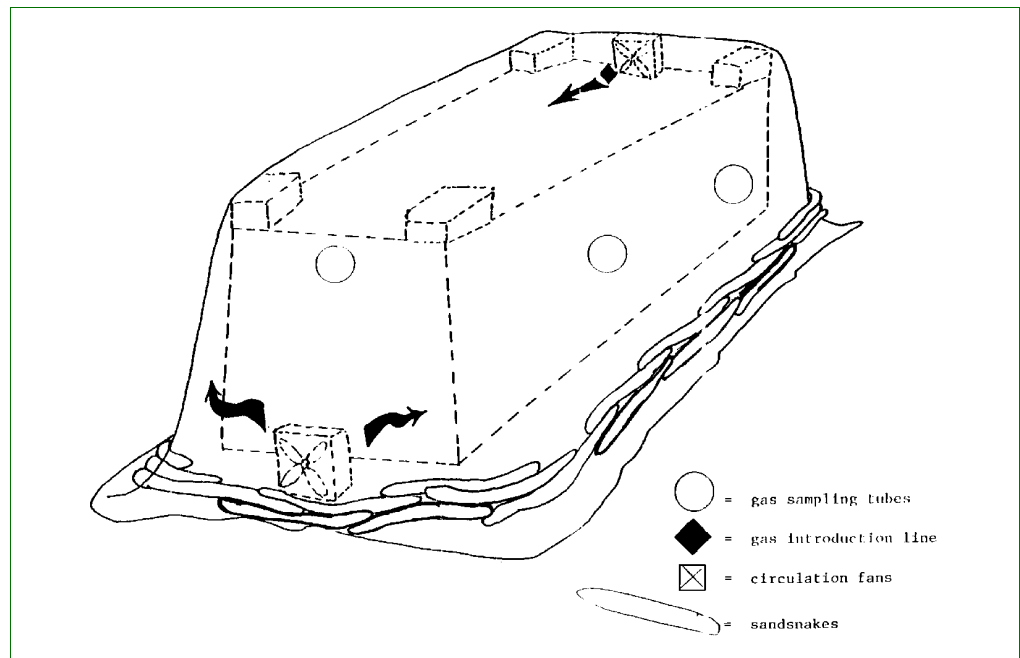 = gas sampling tubes
= gas introduction line
= circulation fans
= sandsnakes